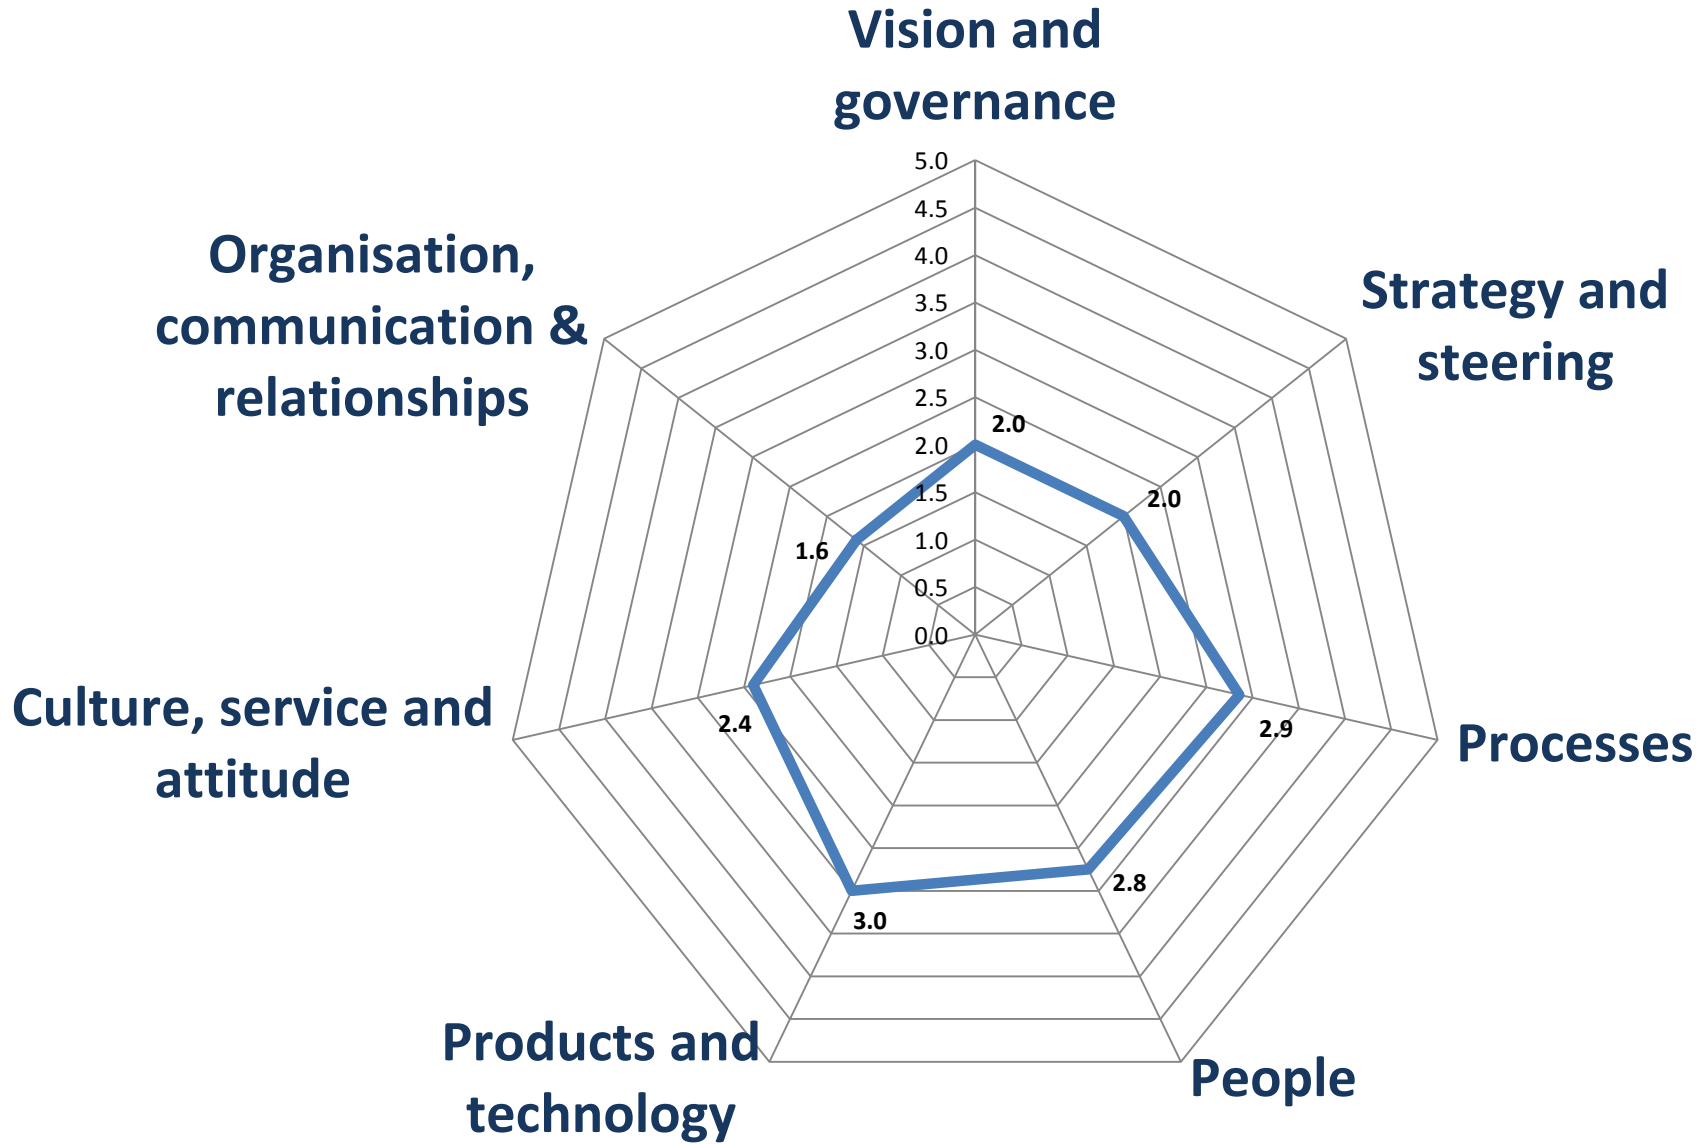 Vision and
governance
5.0
4.5
4.0
3.5
3.0
2.5
2.0
1.5
1.0
0.5
0.0
Strategy and
steering
Processes
People
Products and
technology
Culture, service and
attitude
Organisation,
communication &
relationships
2.0
2.0
2.9
2.8
3.0
2.4
1.6